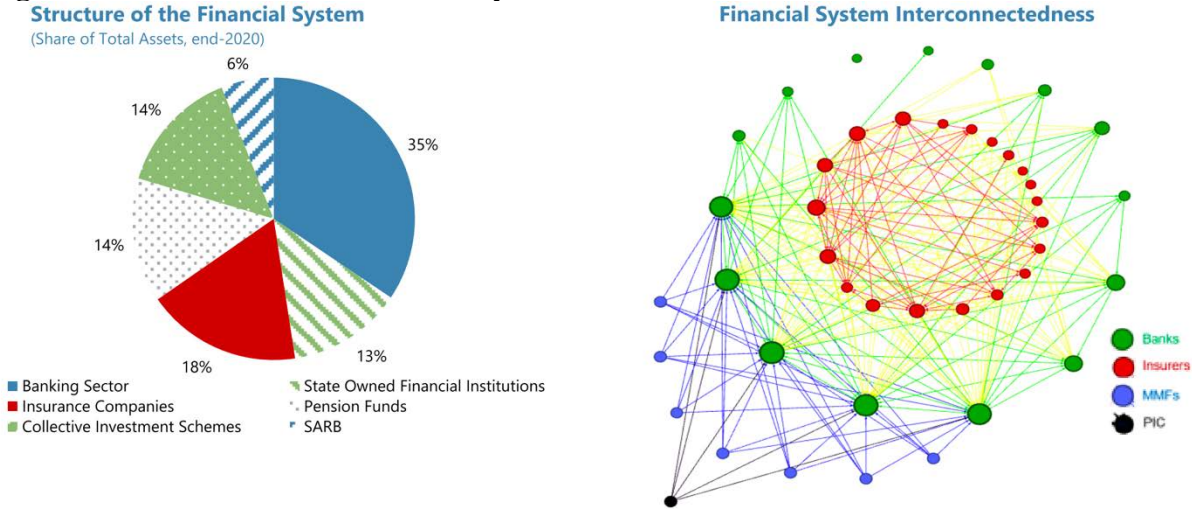 Structure of the Financial System
(Share of Total Assets, end-2020)
6%
14%
35%
14%
18%
13%
Banking Sector
State Owned Financial Institutions
Insurance Companies
Pension Funds
Collective Investment Schemes
SARB
Financial System Interconnectedness
Banks
Insurers
MMFs
PIC